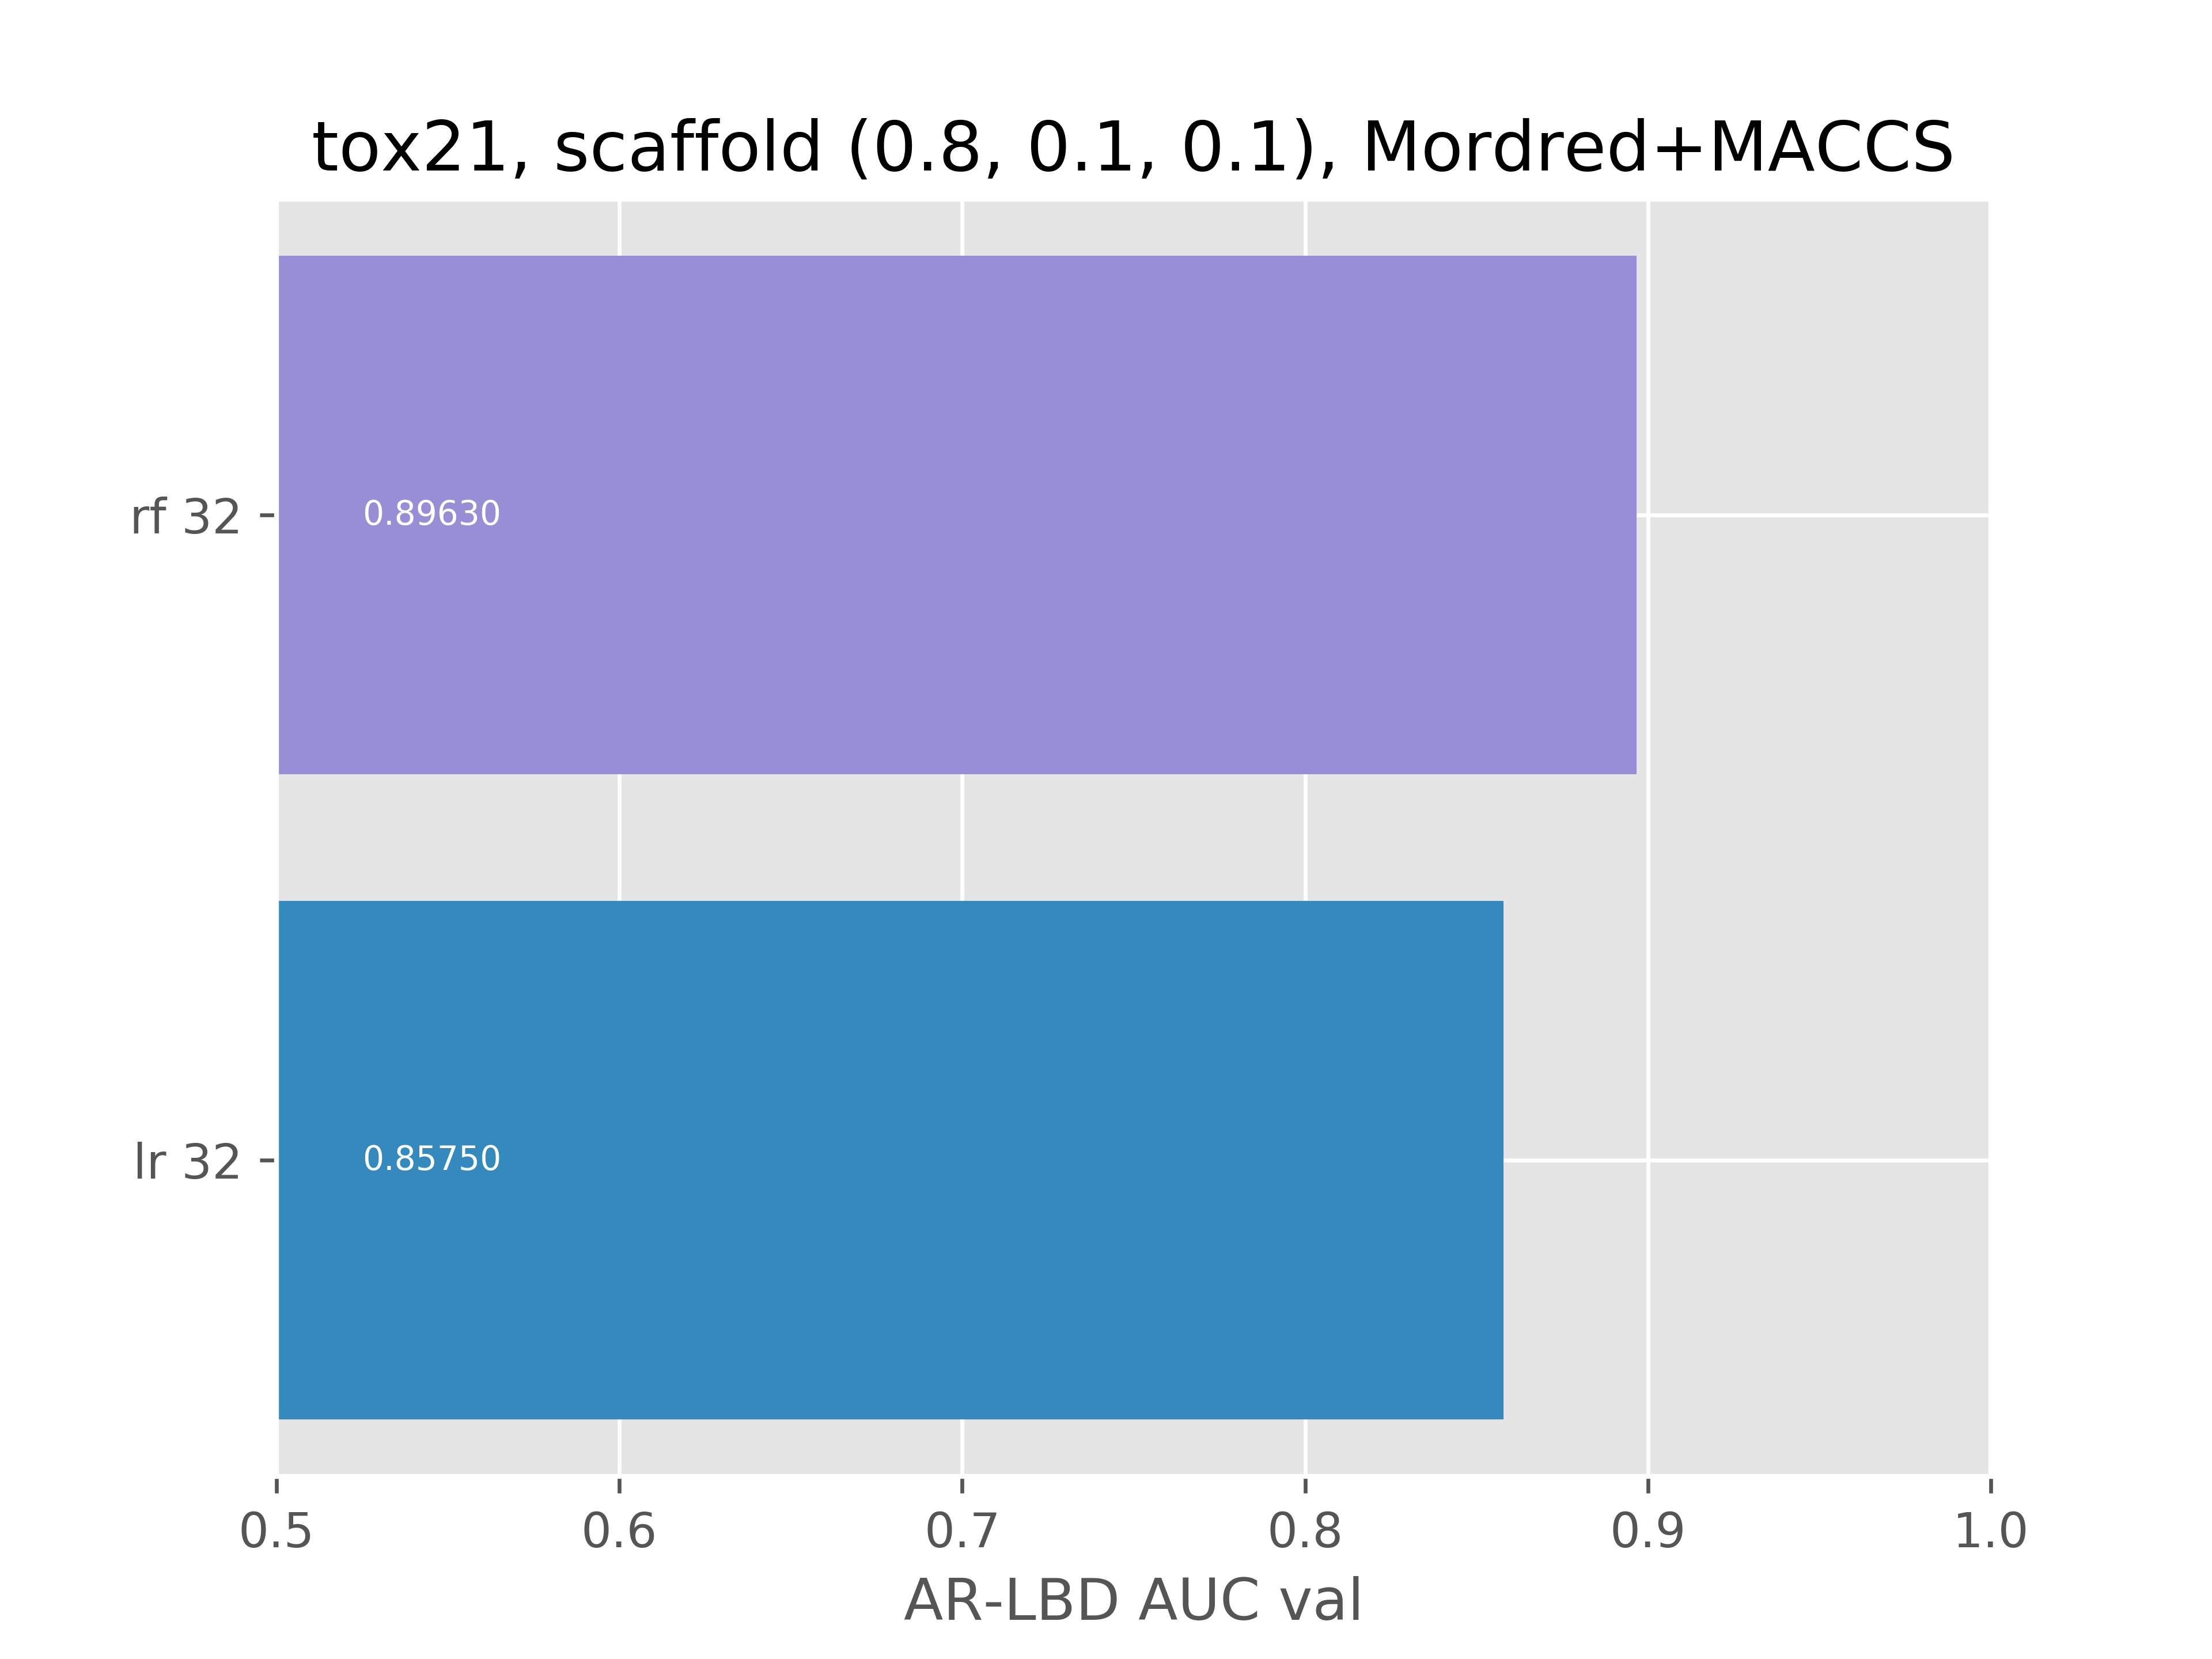 tox21, scaffold (0.8, 0.1, 0.1), Mordred+MACCS
rf 32
0.89630
lr 32
0.85750
0.5 0.6 0.7 0.8 0.9 1.0
AR-LBD AUC val